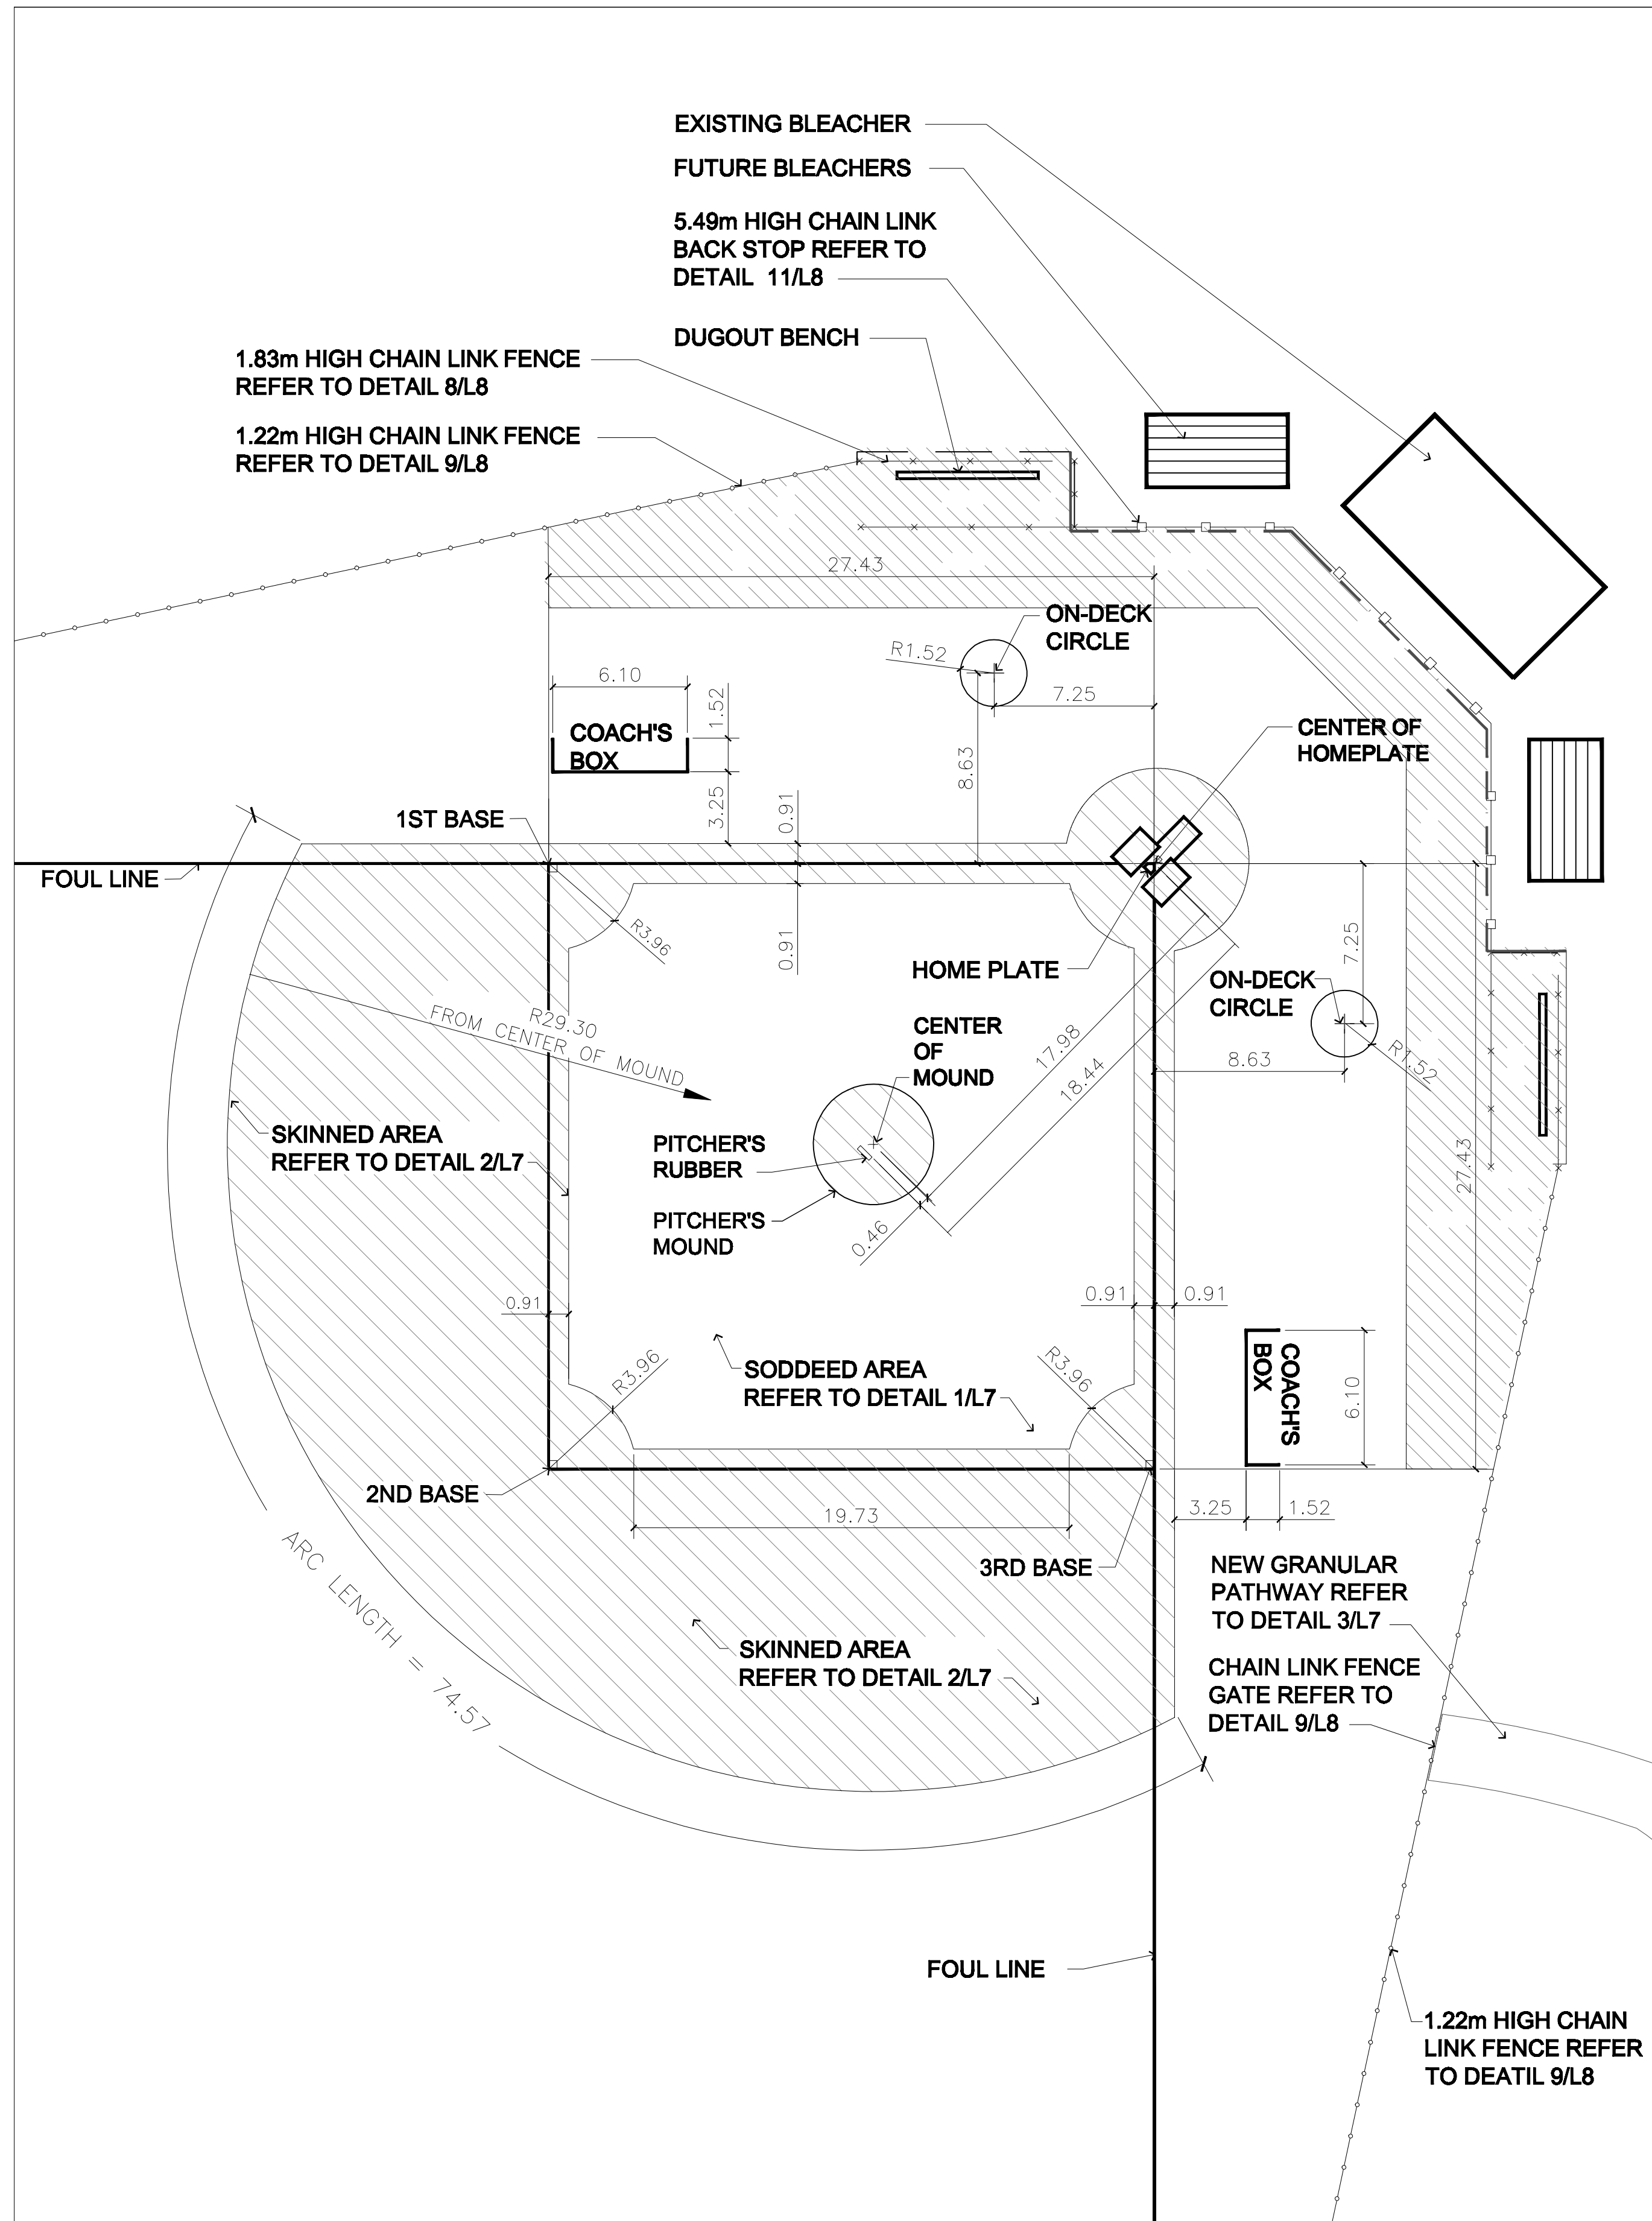 EXISTING BLEACHER
FUTURE BLEACHERS
5.49m HIGH CHAIN LINK
BACK STOP REFER TO
DETAIL 11/L8
DUGOUT BENCH
1.83m HIGH CHAIN LINK FENCE
REFER TO DETAIL 8/L8
1.22m HIGH CHAIN LINK FENCE
REFER TO DETAIL 9/L8
27.43
ON-DECK
CIRCLE
R1.52
7.25
8.63
6.10
1.52
COACH'S
BOX
3.25
0.91
CENTER OF
HOMEPLATE
1ST BASE
FOUL LINE
R3.96
0.91
HOME PLATE
7.25
ON-DECK
CIRCLE
R1.52
8.63
27.43
R29.30
FROM CENTER OF MOUND
CENTER
OF
MOUND
17.98
18.44
SKINNED AREA
REFER TO DETAIL 2/L7
PITCHER'S
RUBBER
PITCHER'S
MOUND
0.46
0.91
0.91
0.91
R3.96
R3.96
SODDEED AREA
REFER TO DETAIL 1/L7
COACH'S
BOX
6.10
2ND BASE
19.73
3.25
1.52
3RD BASE
ARC LENGTH = 74.57
NEW GRANULAR
PATHWAY REFER
TO DETAIL 3/L7
SKINNED AREA
REFER TO DETAIL 2/L7
CHAIN LINK FENCE
GATE REFER TO
DETAIL 9/L8
FOUL LINE
1.22m HIGH CHAIN
LINK FENCE REFER
TO DEATIL 9/L8